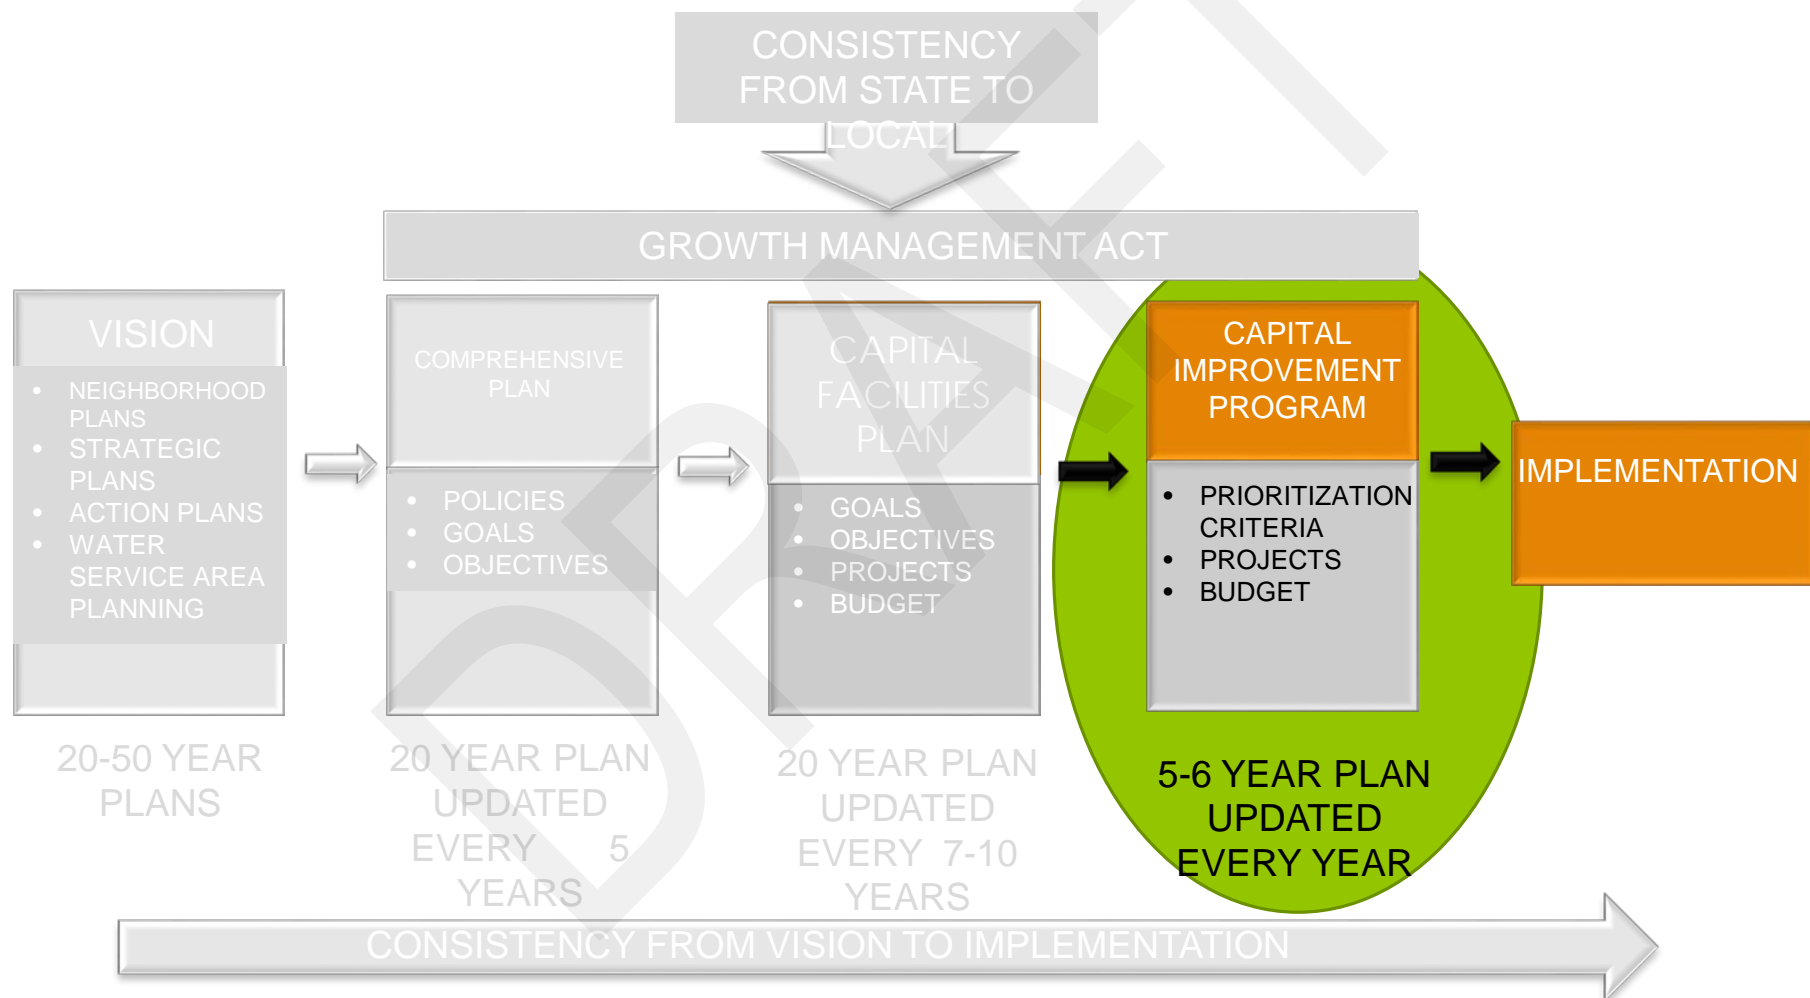 CONSISTENCY
FROM STATE TO
LOCAL
GROWTH MANAGEMENT ACT
VISION
• NEIGHBORHOOD
PLANS
• STRATEGIC
PLANS
• ACTION PLANS
• WATER
SERVICE AREA
PLANNING
20-50 YEAR
PLANS
COMPREHENSIVE
PLAN
• POLICIES
• GOALS
• OBJECTIVES
20 YEAR PLAN
UPDATED
EVERY 5
YEARS
CAPITAL
FACILITIES
PLAN
• GOALS
• OBJECTIVES
• PROJECTS
• BUDGET
20 YEAR PLAN
UPDATED
EVERY 7-10
YEARS
CAPITAL
IMPROVEMENT
PROGRAM
• PRIORITIZATION
CRITERIA
• PROJECTS
• BUDGET
5-6 YEAR PLAN
UPDATED
EVERY YEAR
IMPLEMENTATION
CONSISTENCY FROM VISION TO IMPLEMENTATION
DRAFT